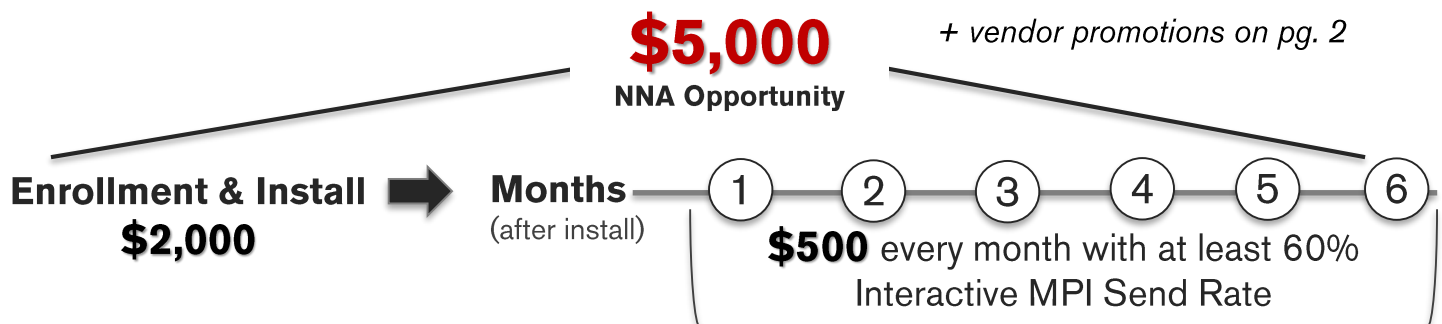 $5,000
+ vendor promotions on pg. 2
NNA Opportunity
Enrollment & Install
$2,000
Months
(after install)
1 2 3 4 5 6
$500 every month with at least 60%
Interactive MPI Send Rate